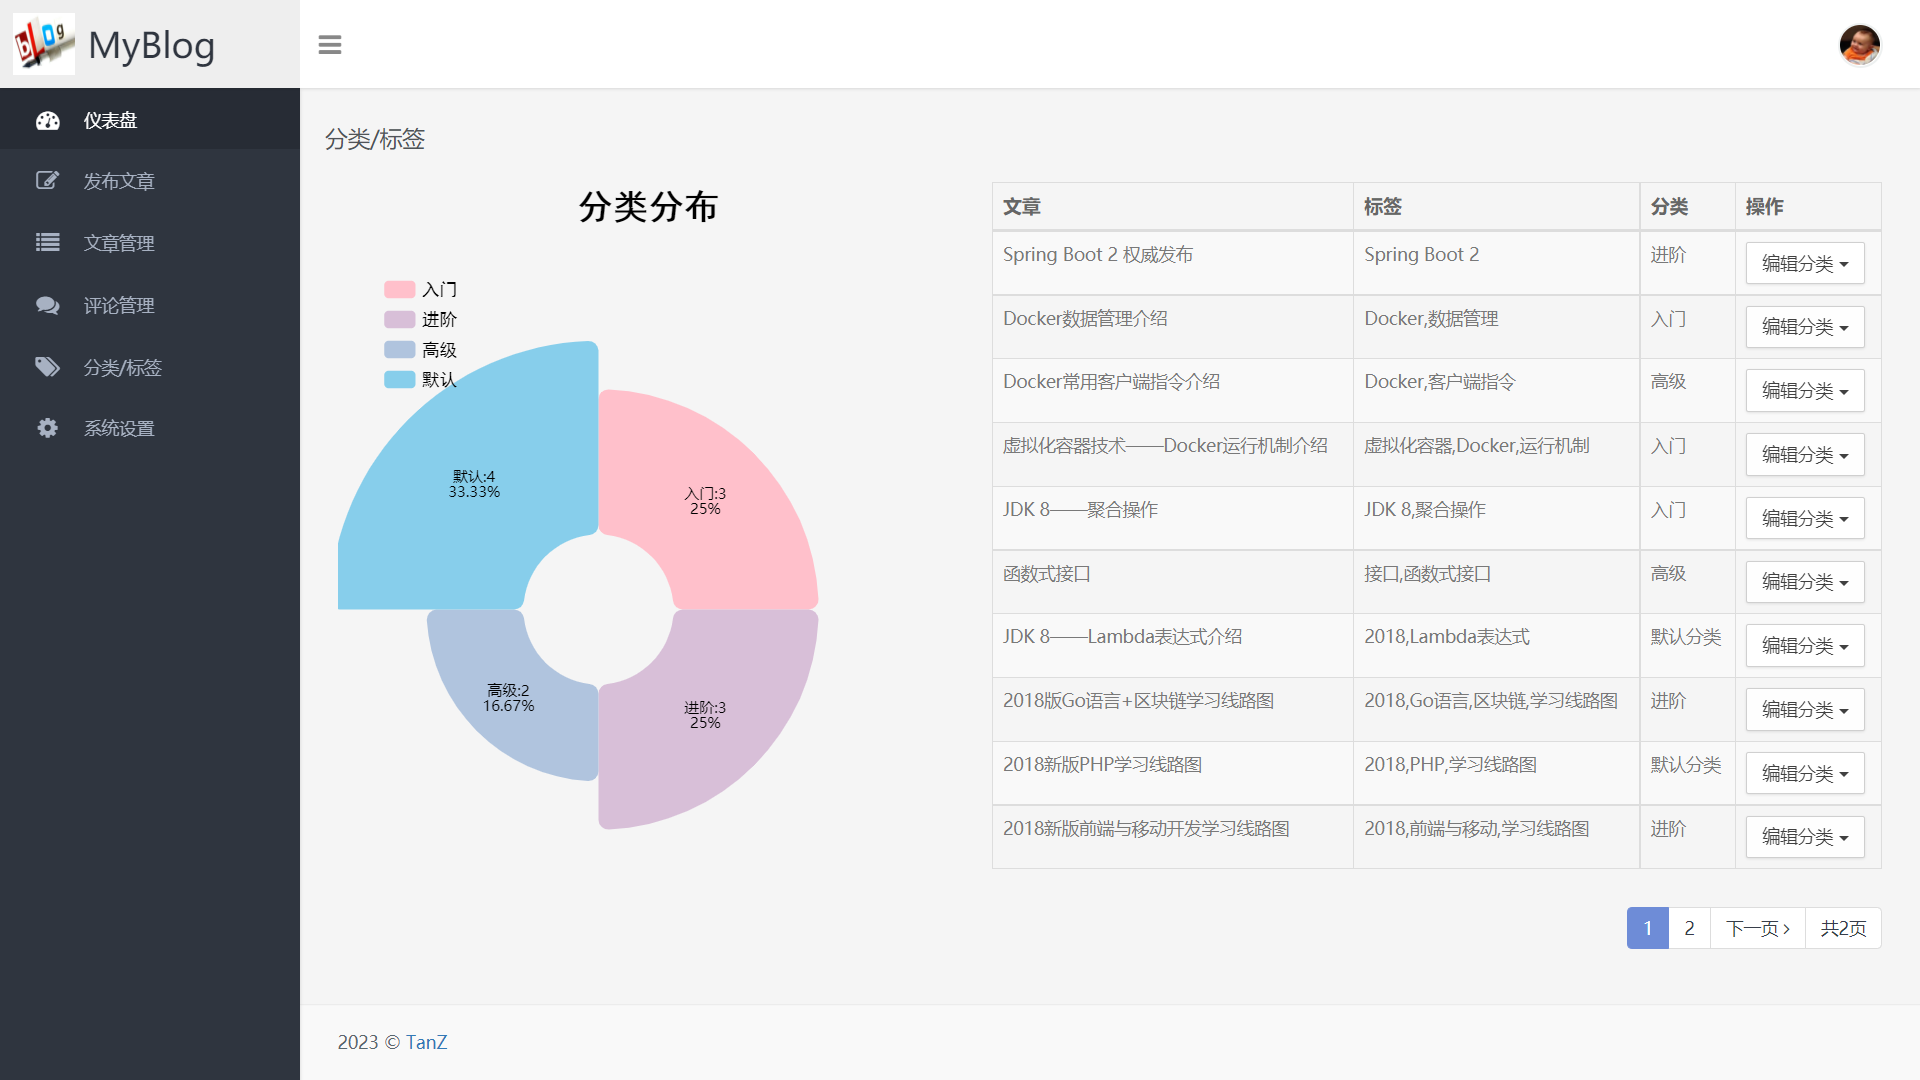 bLog
MyBlog
仪表盘
发布文章
文章管理
评论管理
分类/标签
系统设置
分类/标签
分类分布
入门
进阶
高级
默认
默认:4
33.33%
入门:3
25%
高级:2
16.67%
进阶:3
25%
文章 标签 分类 操作
Spring Boot 2 权威发布 Spring Boot 2 进阶 编辑分类
Docker数据管理介绍 Docker,数据管理 入门 编辑分类
Docker常用客户端指令介绍 Docker,客户端指令 高级 编辑分类
虚拟化容器技术——Docker运行机制介绍 虚拟化容器,Docker,运行机制 入门 编辑分类
JDK 8——聚合操作 JDK 8,聚合操作 入门 编辑分类
函数式接口 接口,函数式接口 高级 编辑分类
JDK 8——Lambda表达式介绍 2018,Lambda表达式 默认分类 编辑分类
2018版Go语言+区块链学习线路图 2018,Go语言,区块链,学习线路图 进阶 编辑分类
2018新版PHP学习线路图 2018,PHP,学习线路图 默认分类 编辑分类
2018新版前端与移动开发学习线路图 2018,前端与移动,学习线路图 进阶 编辑分类
1 2 下一页 › 共2页
2023 © TanZ